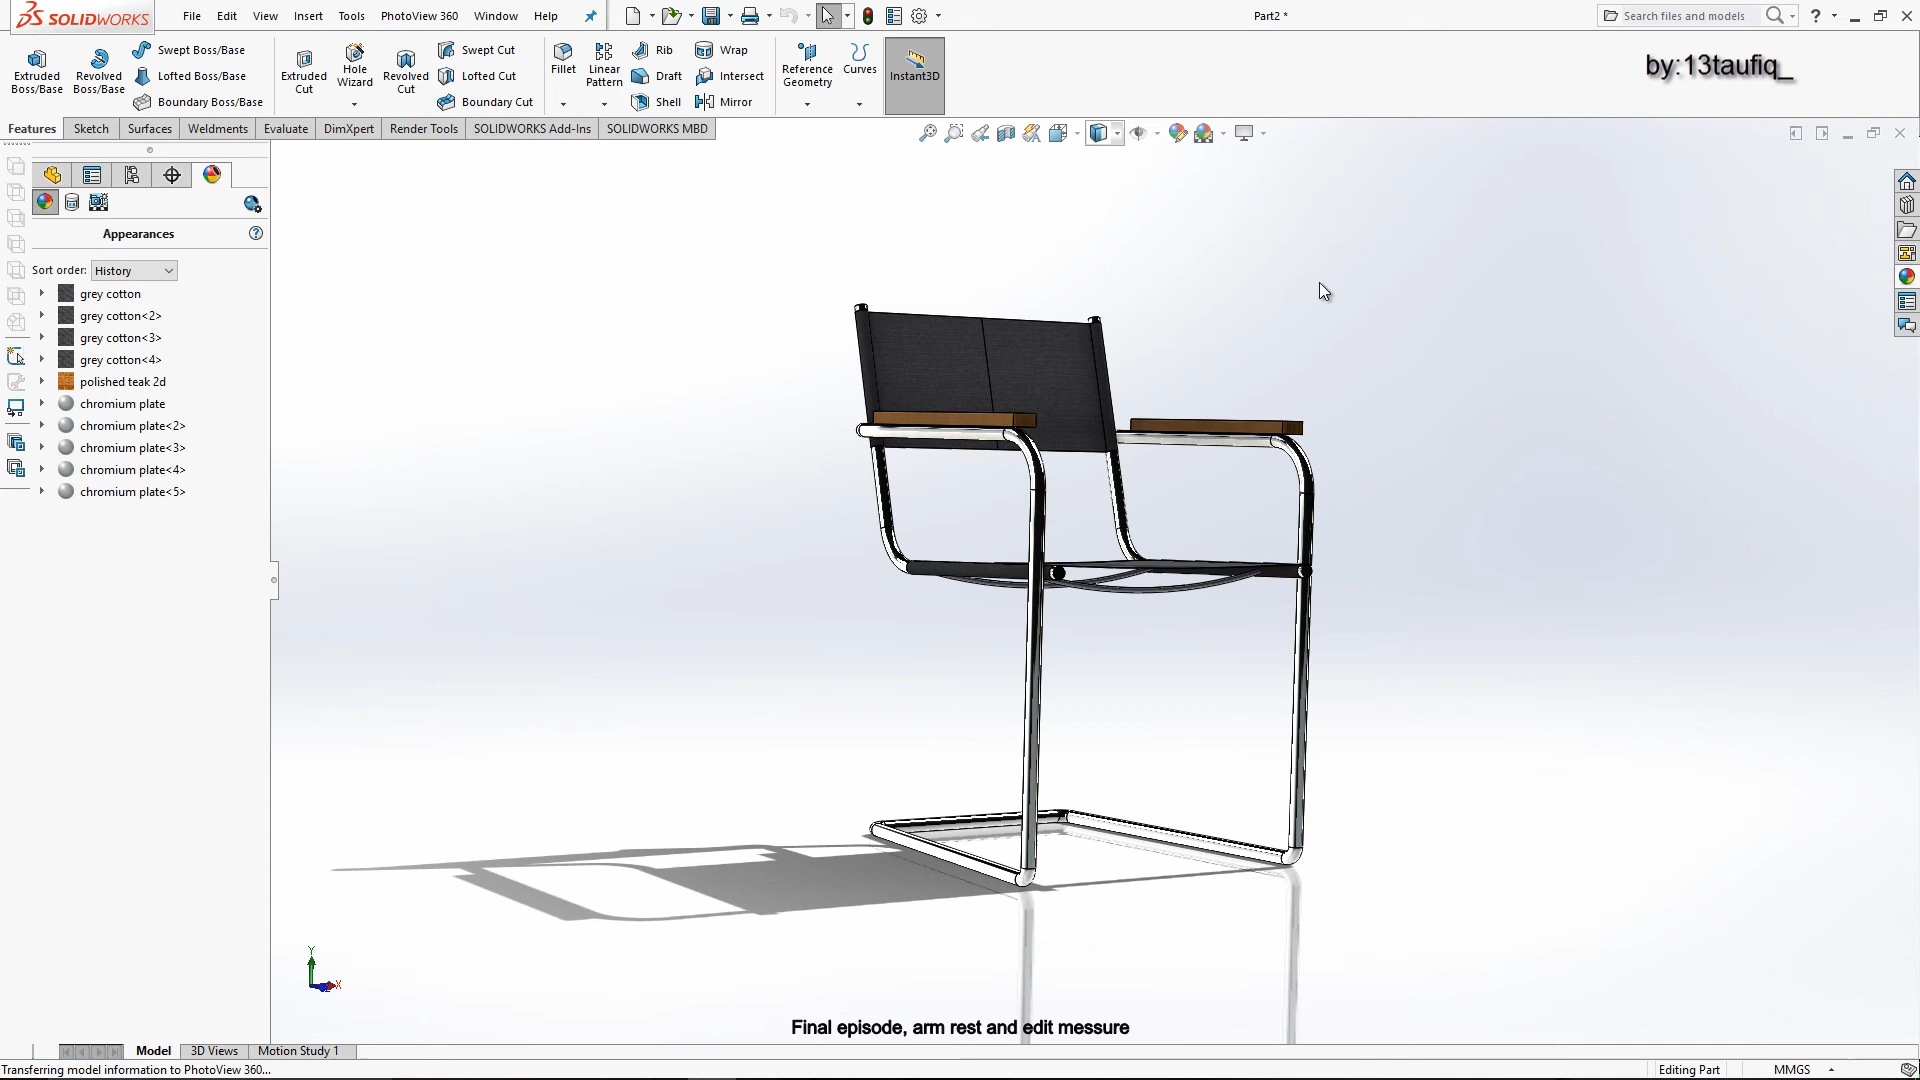 SOLIDWORKS
File Edit View Insert Tools PhotoView 360 Window Help
Part2 *
Search files and models
?
Extruded Boss/Base
Revolved Boss/Base
Swept Boss/Base
Lofted Boss/Base
Boundary Boss/Base
Extruded Cut
Hole Wizard
Revolved Cut
Swept Cut
Lofted Cut
Boundary Cut
Fillet
Linear Pattern
Rib
Draft
Shell
Wrap
Intersect
Mirror
Reference Geometry
Curves
Instant3D
by:13taufiq_
Features Sketch Surfaces Weldments Evaluate DimXpert Render Tools SOLIDWORKS Add-Ins SOLIDWORKS MBD
Appearances
?
Sort order: History
grey cotton
grey cotton<2>
grey cotton<3>
grey cotton<4>
polished teak 2d
chromium plate
chromium plate<2>
chromium plate<3>
chromium plate<4>
chromium plate<5>
Y
X
Final episode, arm rest and edit messure
Model 3D Views Motion Study 1
Transferring model information to PhotoView 360...
Editing Part
MMGS